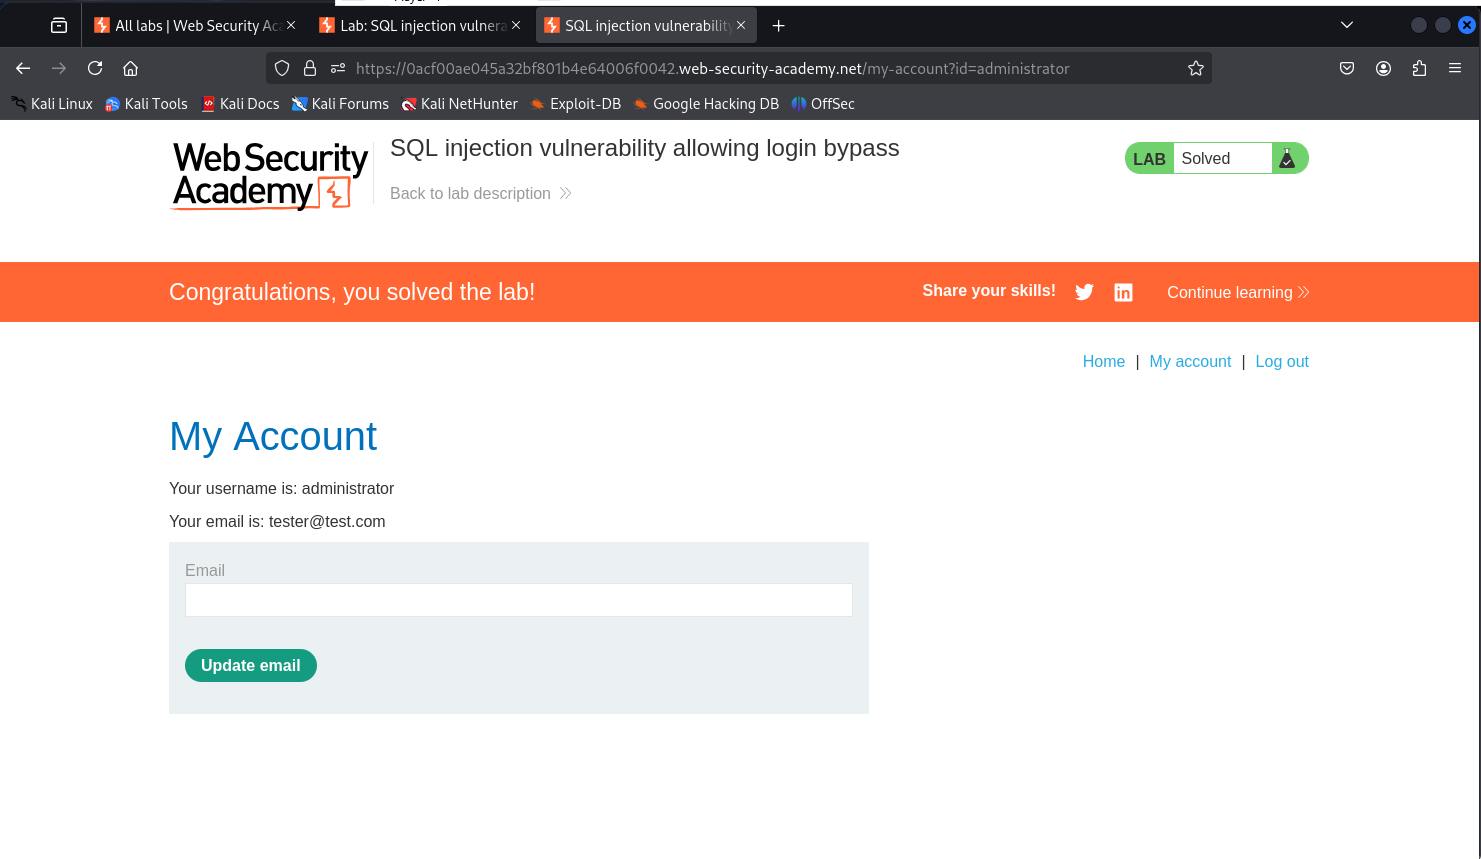 All labs | Web Security Ac
Lab: SQL injection vulnera
SQL injection vulnerability
https://0acf00ae045a32bf801b4e64006f0042.web-security-academy.net/my-account?id=administrator
Kali Linux
Kali Tools
Kali Docs
Kali Forums
Kali NetHunter
Exploit-DB
Google Hacking DB
OffSec
Web Security
Academy
SQL injection vulnerability allowing login bypass
Back to lab description
LAB Solved
Congratulations, you solved the lab!
Share your skills!
Continue learning
Home | My account | Log out
My Account
Your username is: administrator
Your email is: tester@test.com
Email
Update email